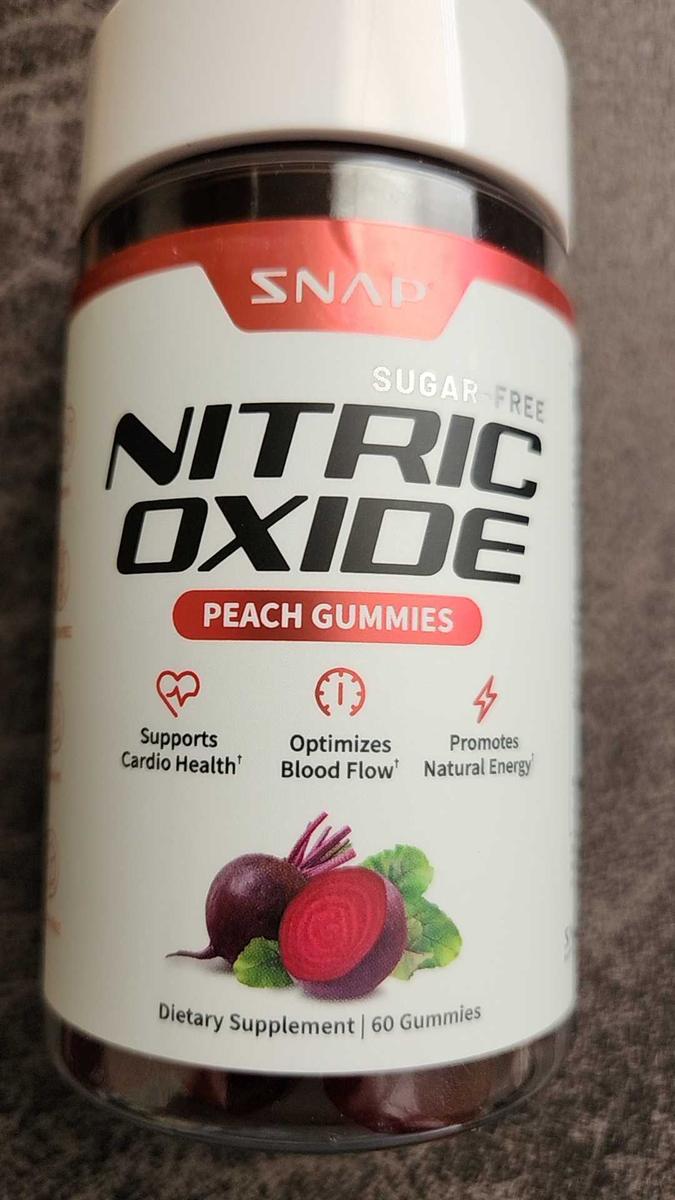 SNAP
SUGAR-FREE
NITRIC
OXIDE
PEACH GUMMIES
Supports
Cardio Health†
Optimizes
Blood Flow†
Promotes
Natural Energy†
Dietary Supplement | 60 Gummies